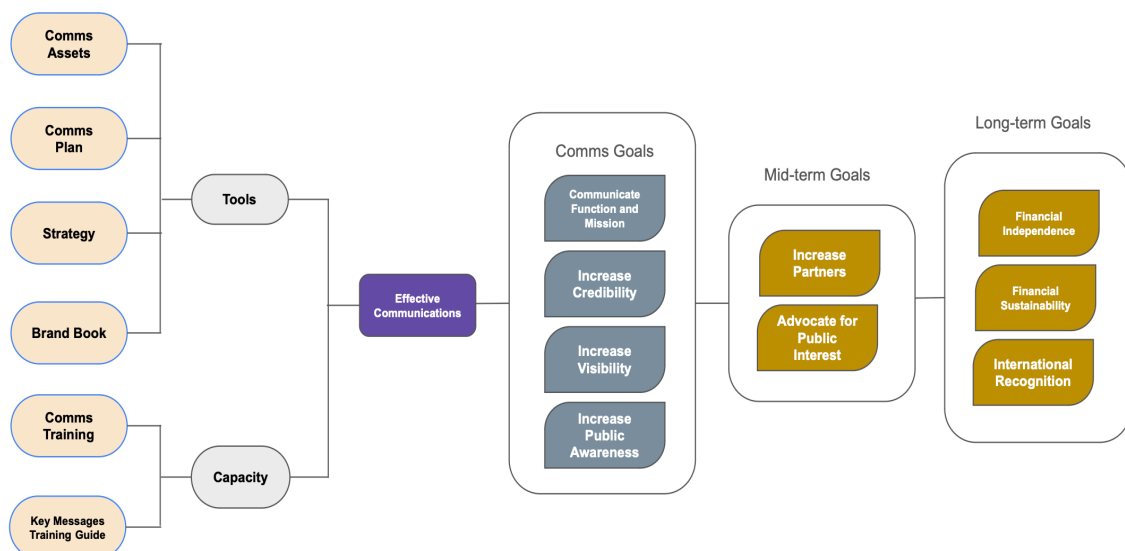 Comms
Assets
Comms
Plan
Strategy
Brand Book
Comms
Training
Key Messages
Training Guide
Tools
Capacity
Effective
Communications
Comms Goals
Communicate
Function and
Mission
Increase
Credibility
Increase
Visibility
Increase
Public
Awareness
Mid-term Goals
Increase
Partners
Advocate for
Public
Interest
Long-term Goals
Financial
Independence
Financial
Sustainability
International
Recognition